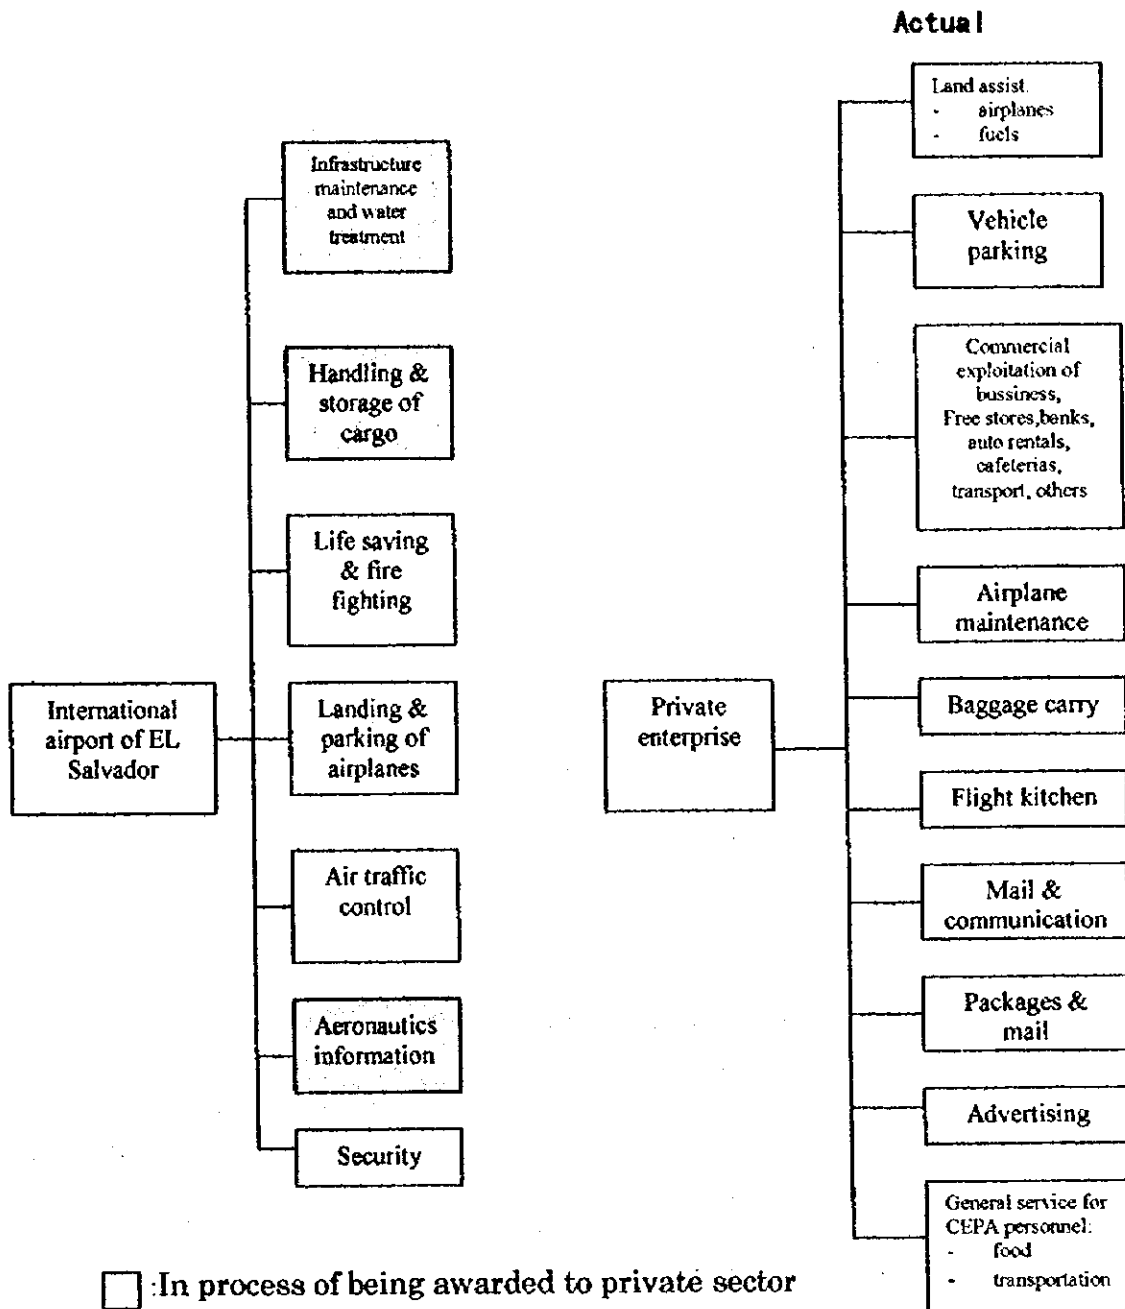 Actual
International
airport of EL
Salvador
Infrastructure
maintenance
and water
treatment
Handling &
storage of
cargo
Life saving
& fire
fighting
Landing &
parking of
airplanes
Air traffic
control
Aeronautics
information
Security
Private
enterprise
Land assist.
- airplanes
- fuels
Vehicle
parking
Commercial
exploitation of
bussiness,
Free stores,banks,
auto rentals,
cafeterias,
transport, others
Airplane
maintenance
Baggage carry
Flight kitchen
Mail &
communication
Packages &
mail
Advertising
General service for
CEPA personnel:
- food
- transportation
:In process of being awarded to private sector